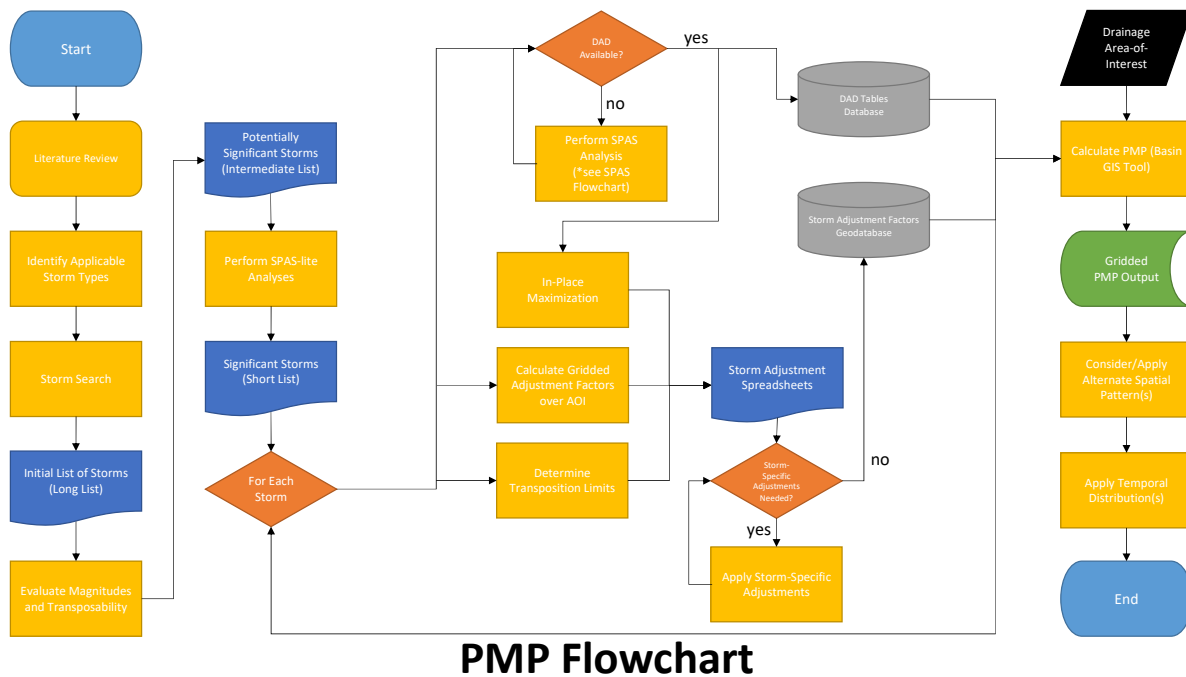 Start
Literature Review
Identify Applicable
Storm Types
Storm Search
Initial List of Storms
(Long List)
Evaluate Magnitudes
and Transposability
Potentially
Significant Storms
(Intermediate List)
Perform SPAS-lite
Analyses
Significant Storms
(Short List)
For Each
Storm
DAD
Available?
yes
no
Perform SPAS
Analysis
(*see SPAS
Flowchart)
In-Place
Maximization
Calculate Gridded
Adjustment Factors
over AOI
Determine
Transposition Limits
DAD Tables
Database
Storm Adjustment Factors
Geodatabase
Storm Adjustment
Spreadsheets
Storm-
Specific
Adjustments
Needed?
no
yes
Apply Storm-Specific
Adjustments
Drainage
Area-of-
Interest
Calculate PMP (Basin
GIS Tool)
Gridded
PMP Output
Consider/Apply
Alternate Spatial
Pattern(s)
Apply Temporal
Distribution(s)
End
PMP Flowchart